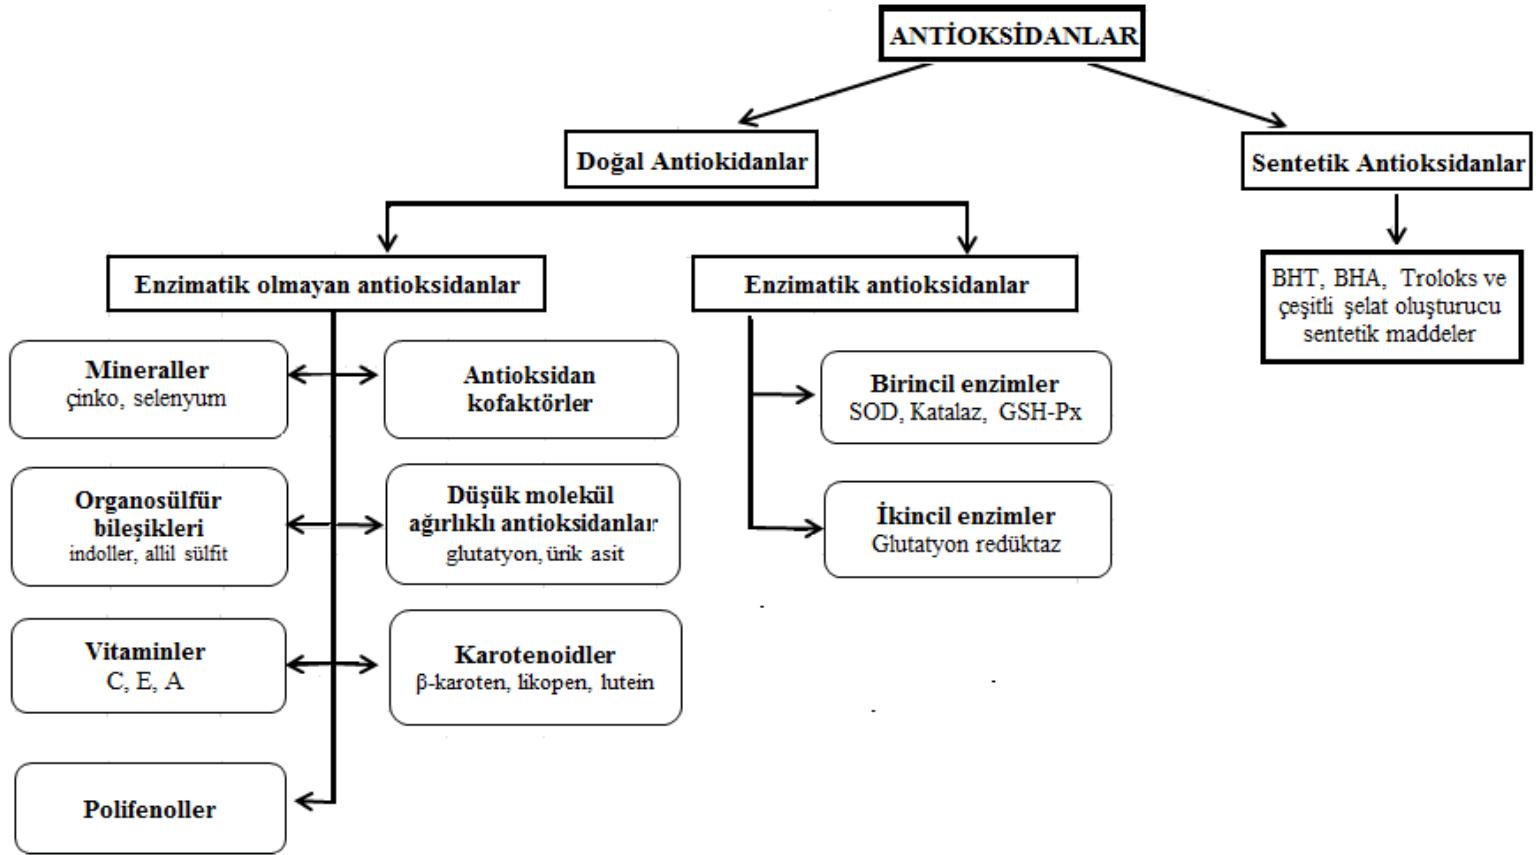 ANTİOKSİDANLAR
Doğal Antiokidanlar
Sentetik Antioksidanlar
Enzimatik olmayan antioksidanlar
Enzimatik antioksidanlar
BHT, BHA, Troloks ve
çeşitli şelat oluşturucu
sentetik maddeler
Mineraller
çinko, selenyum
Antioksidan
kofaktörler
Birincil enzimler
SOD, Katalaz, GSH-Px
Organosülfür
bileşikleri
indoller, allil sülfit
Düşük molekül
ağırlıklı antioksidanlar
glutatyon, ürik asit
İkincil enzimler
Glutatyon redüktaz
Vitaminler
C, E, A
Karotenoidler
β-karoten, likopen, lutein
Polifenoller